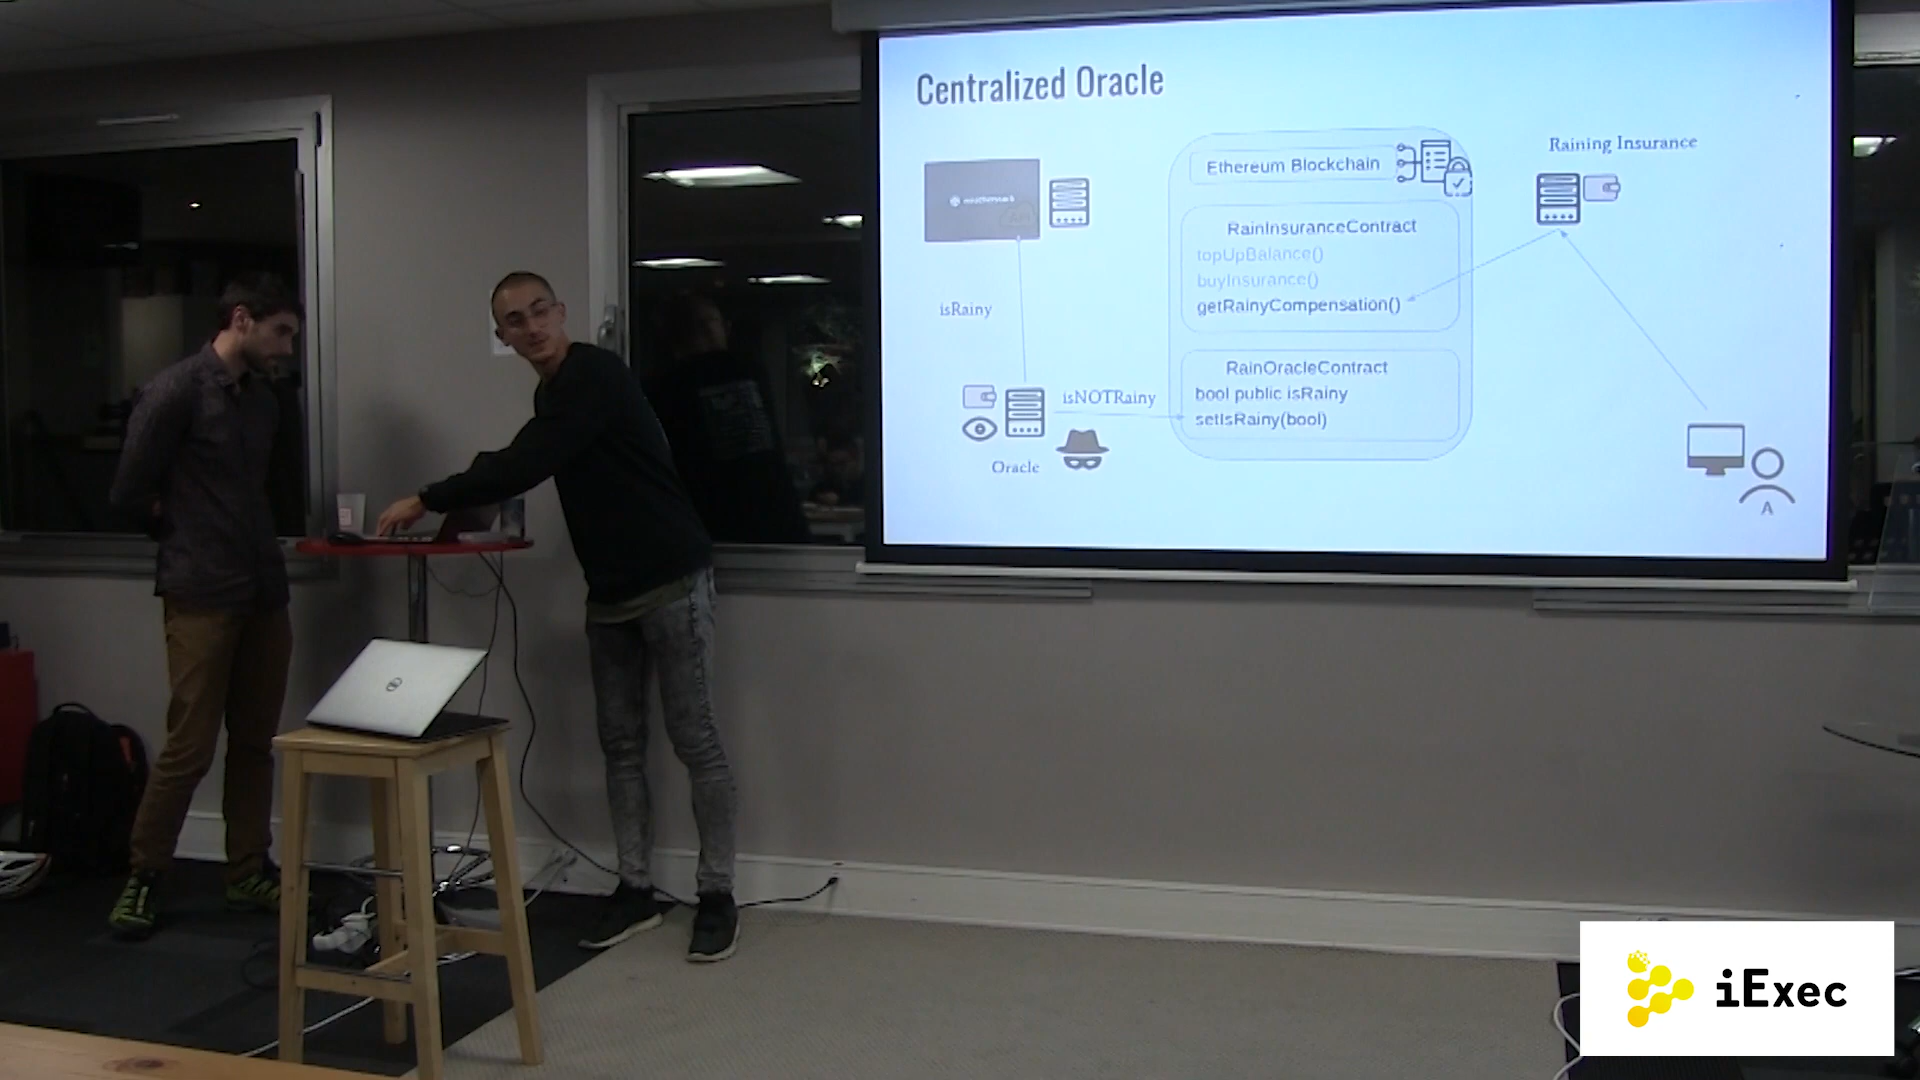 Centralized Oracle
Raining Insurance
Ethereum Blockchain
RainInsuranceContract
topUpBalance()
buyInsurance()
getRainyCompensation()
isRainy
RainOracleContract
bool public isRainy
setIsRainy(bool)
isNOTRainy
Oracle
A
iExec